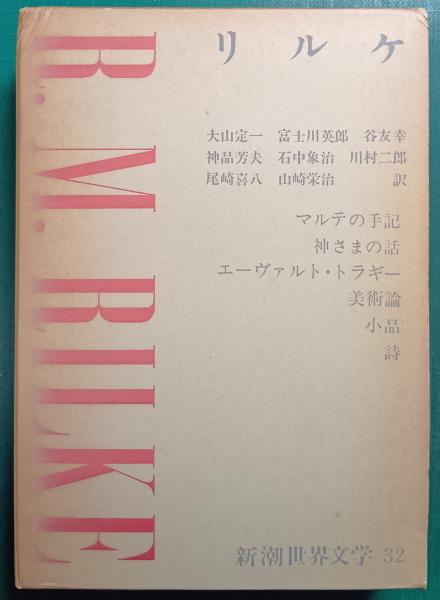 R. M. RILKE
リルケ
大山定一 富士川英郎 谷友幸
神品芳夫 石中象治 川村二郎
尾崎喜八 山崎栄治 訳
マルテの手記
神さまの話
エーヴァルト・トラギー
美術論
小品
詩
新潮世界文学 32